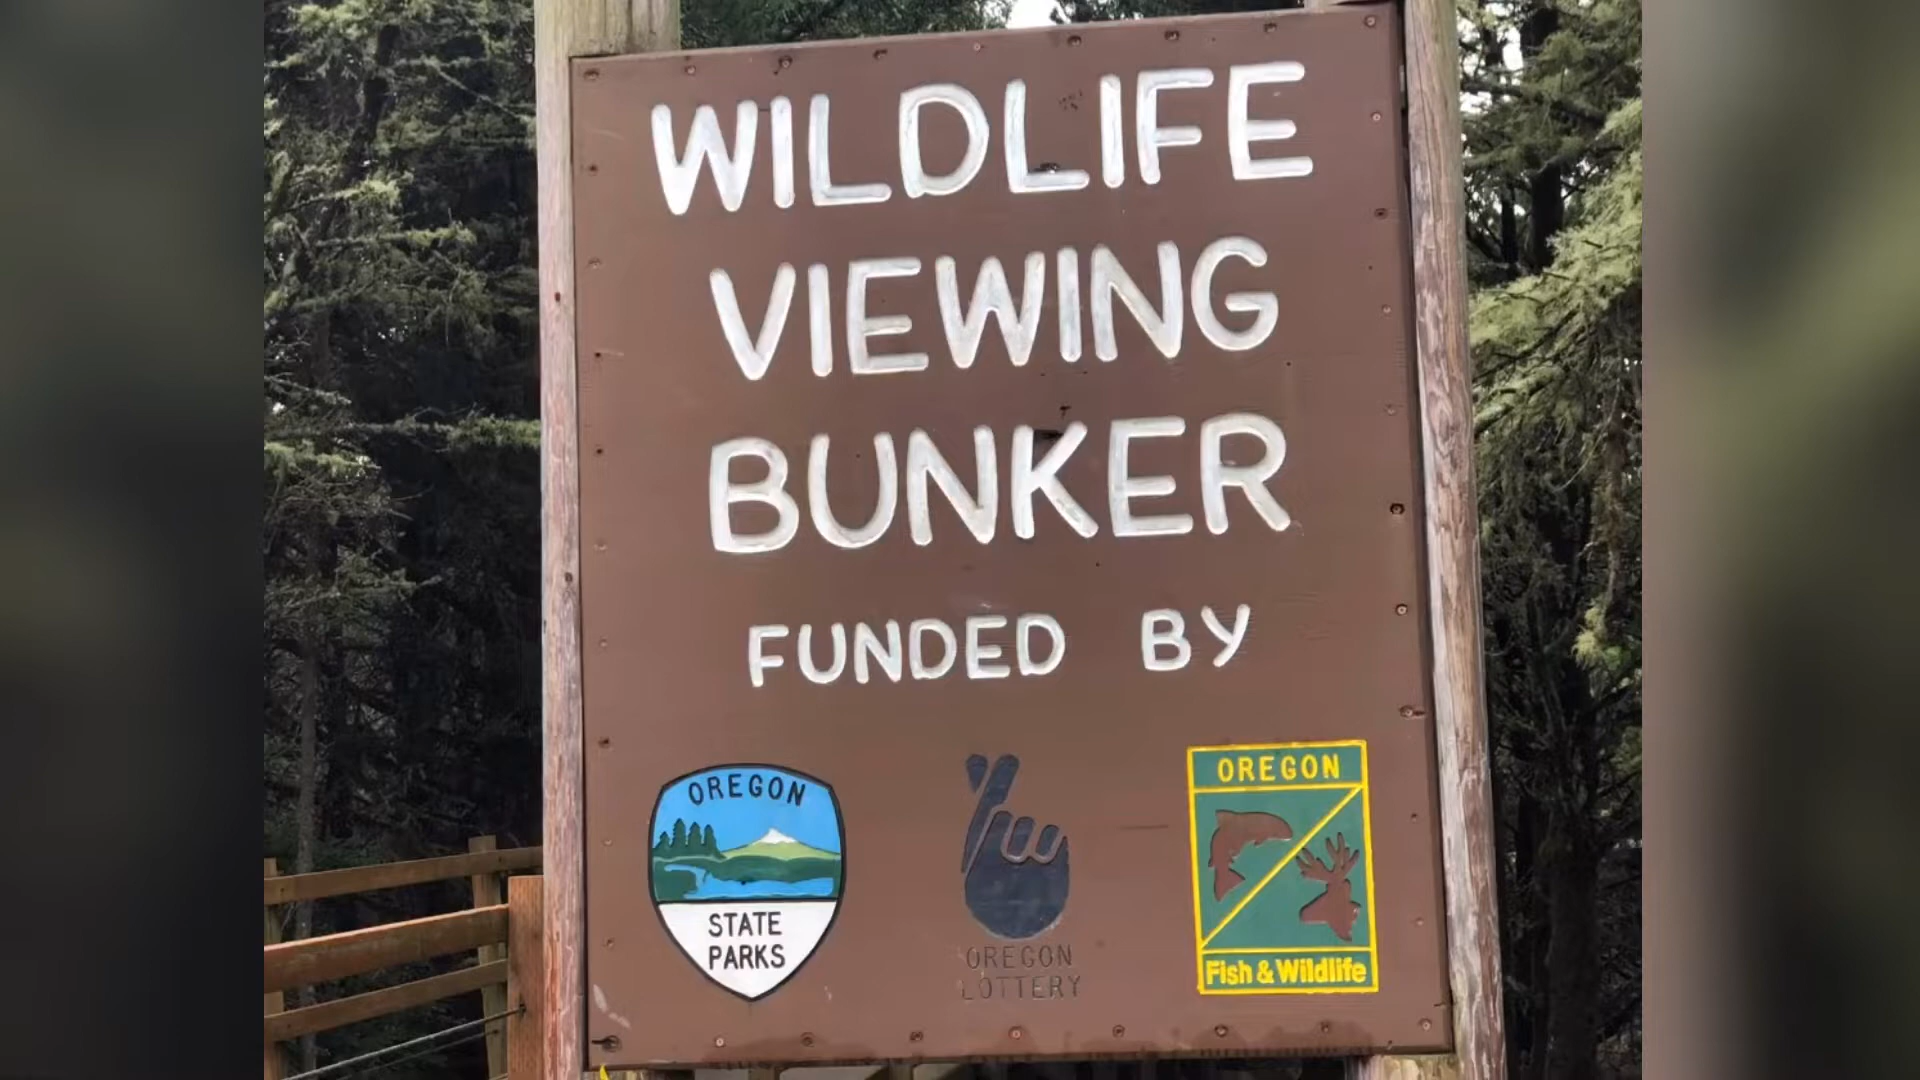 WILDLIFE
VIEWING
BUNKER
FUNDED BY
OREGON
STATE
PARKS
OREGON
LOTTERY
OREGON
Fish & Wildlife